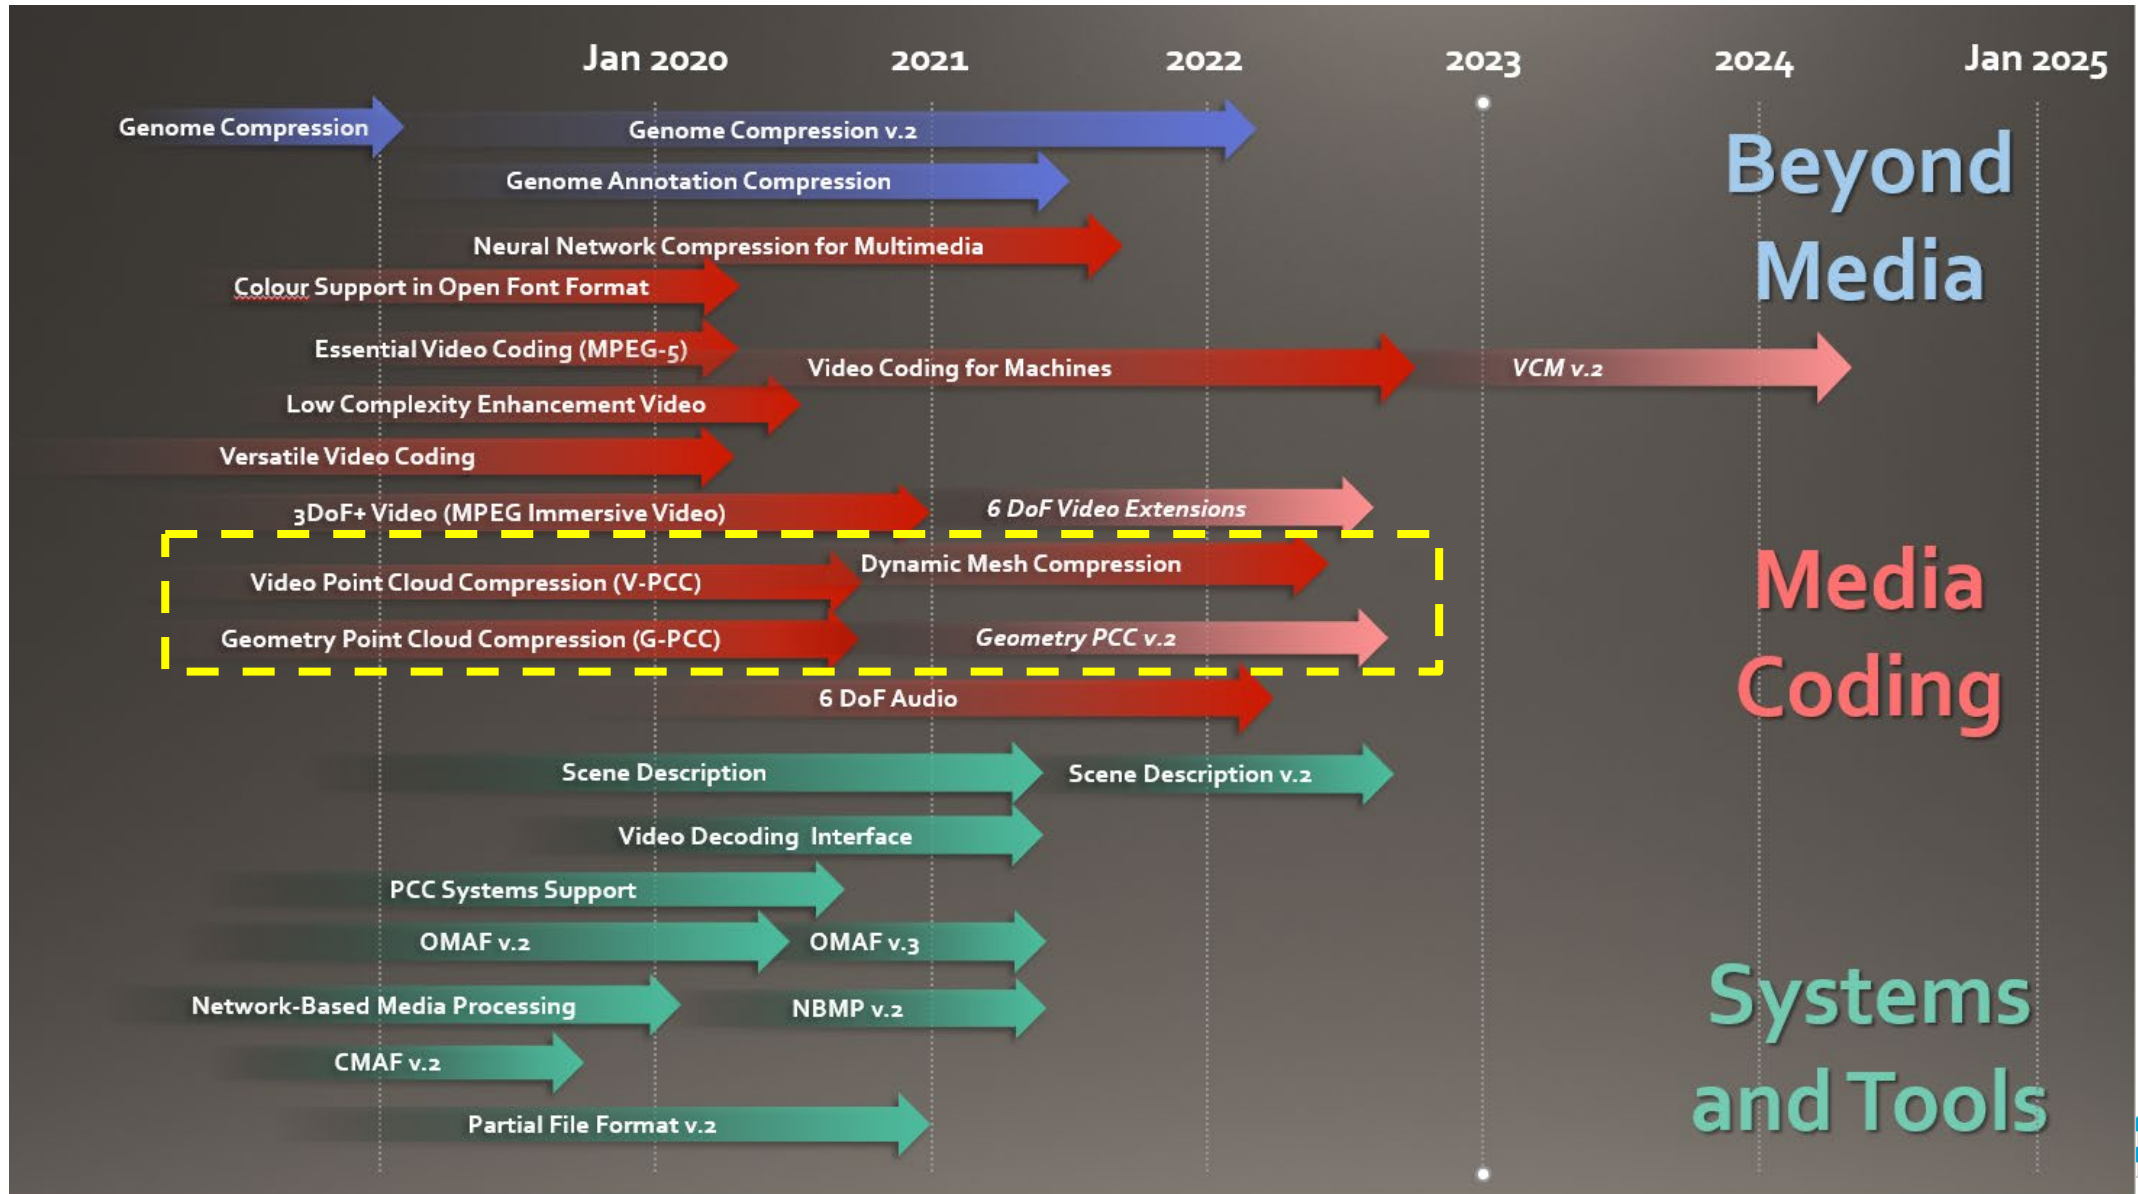 Jan 2020 2021 2022 2023 2024 Jan 2025
Genome Compression
Genome Compression v.2
Genome Annotation Compression
Beyond
Media
Neural Network Compression for Multimedia
Colour Support in Open Font Format
Essential Video Coding (MPEG-5)
Video Coding for Machines
VCM v.2
Low Complexity Enhancement Video
Versatile Video Coding
3DoF+ Video (MPEG Immersive Video)
6 DoF Video Extensions
Video Point Cloud Compression (V-PCC)
Dynamic Mesh Compression
Geometry Point Cloud Compression (G-PCC)
Geometry PCC v.2
6 DoF Audio
Media
Coding
Scene Description
Scene Description v.2
Video Decoding Interface
PCC Systems Support
OMAF v.2
OMAF v.3
Network-Based Media Processing
NBMP v.2
CMAF v.2
Partial File Format v.2
Systems
and Tools